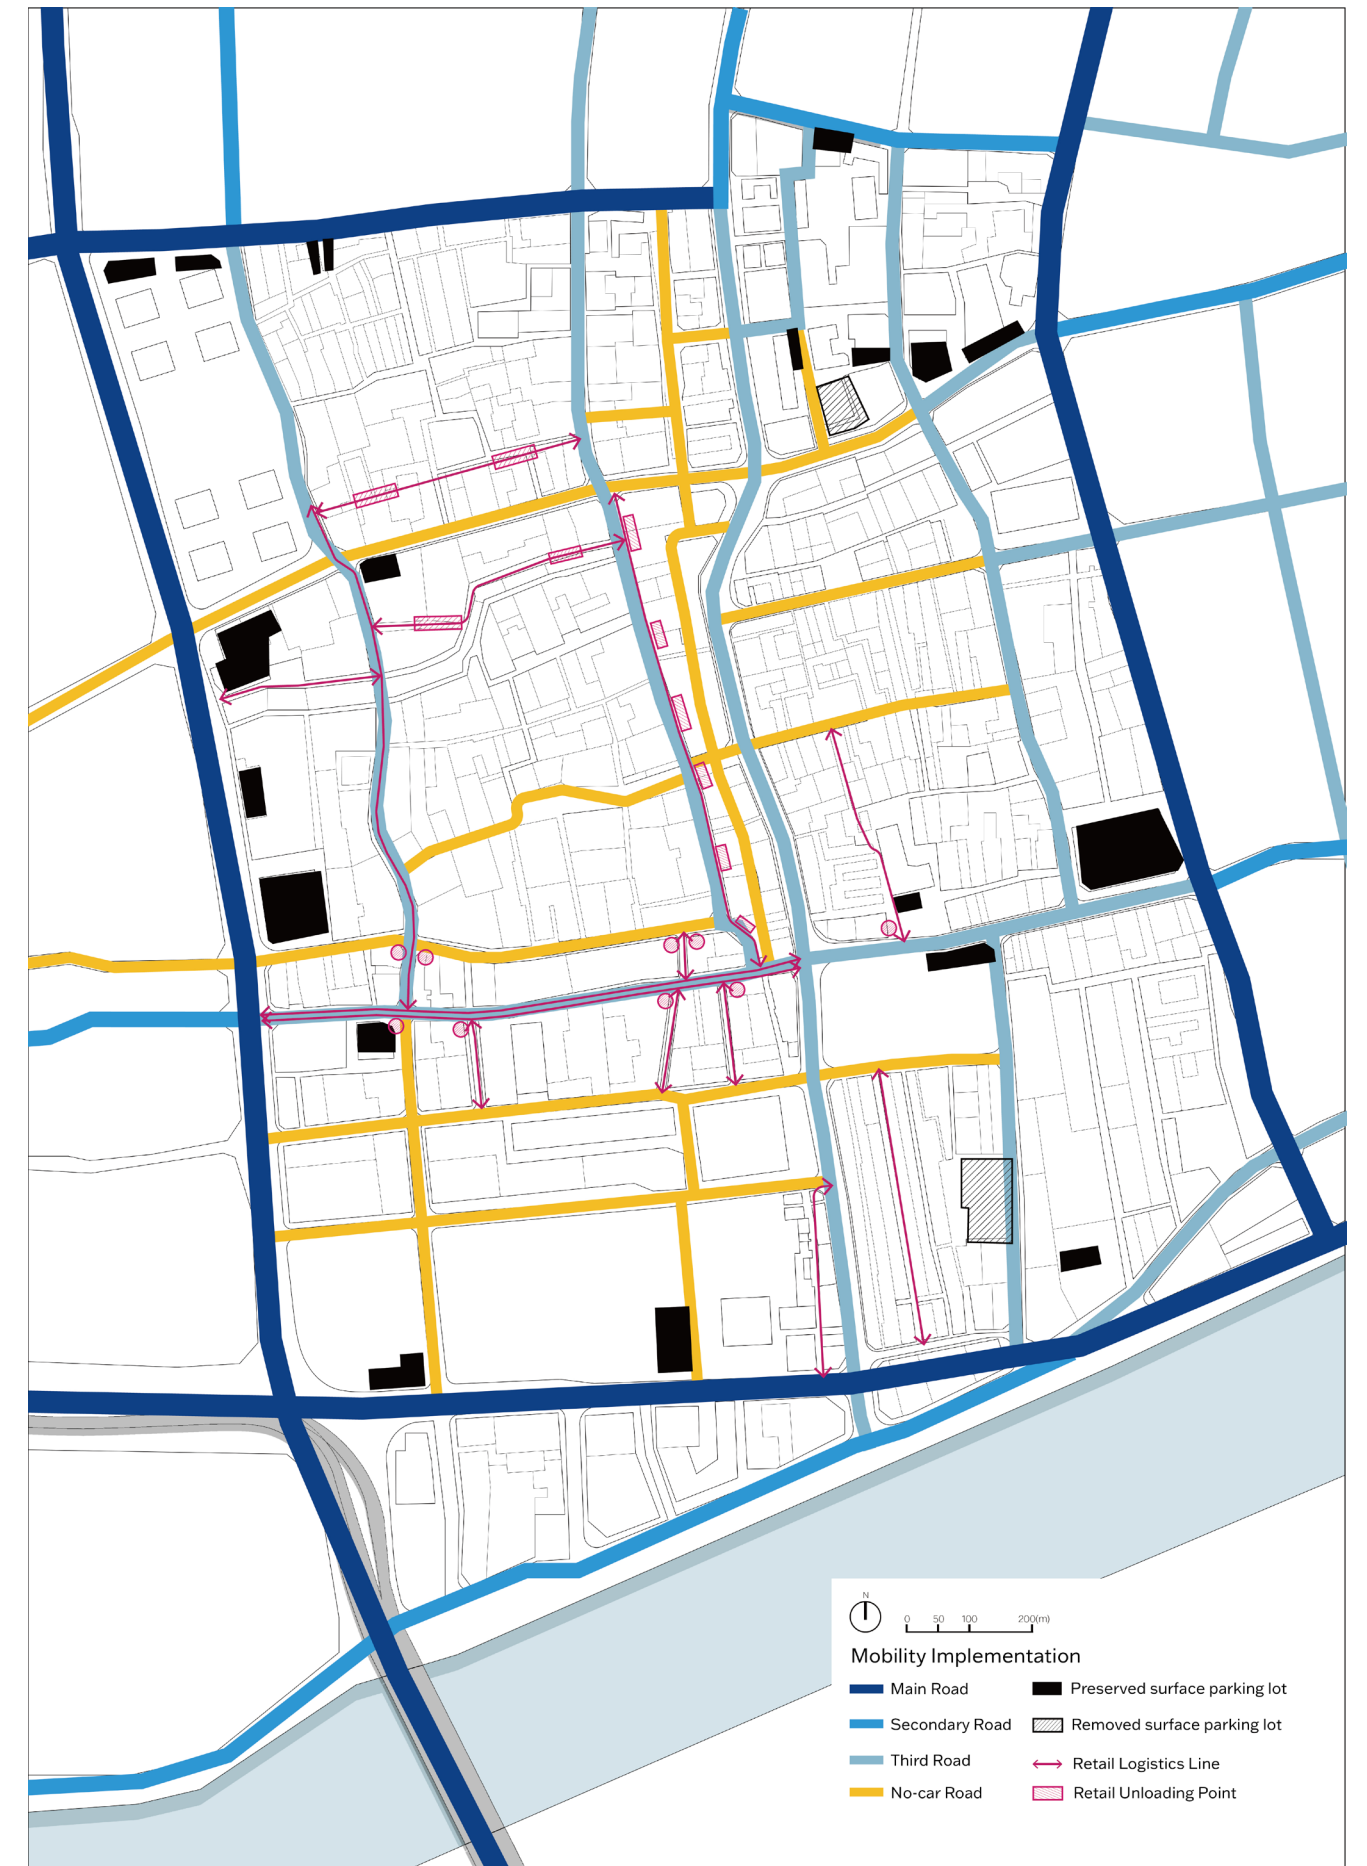 N
0 50 100 200(m)
Mobility Implementation
Main Road
Preserved surface parking lot
Secondary Road
Removed surface parking lot
Third Road
Retail Logistics Line
No-car Road
Retail Unloading Point